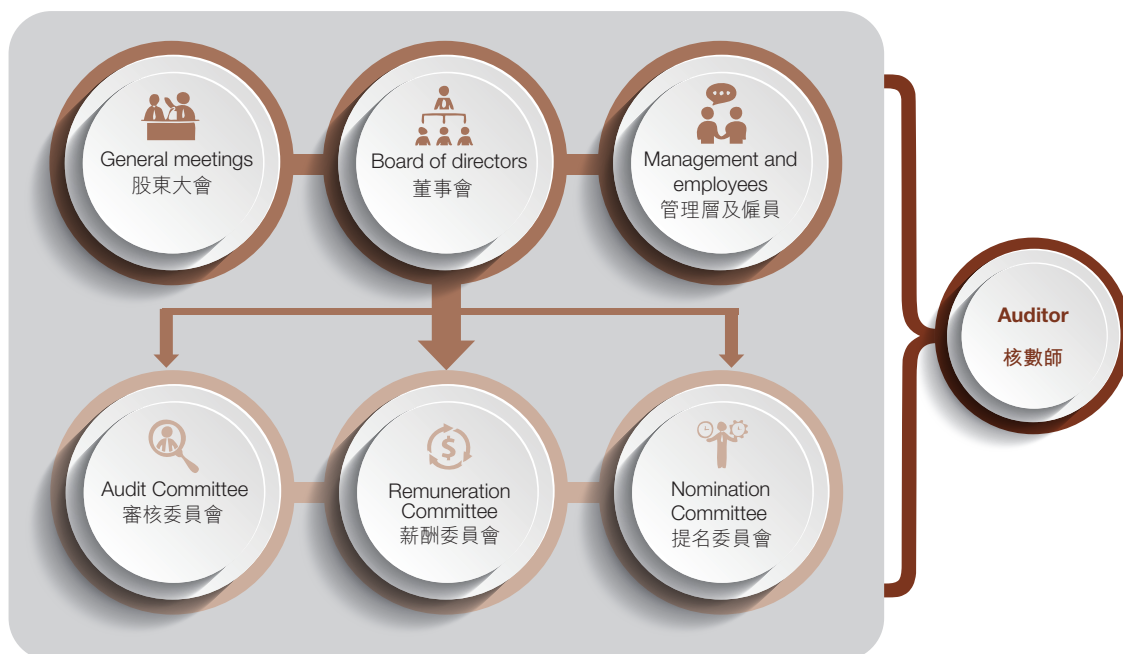 General meetings
股東大會
Board of directors
董事會
Management and
employees
管理層及僱員
Auditor
核數師
Audit Committee
審核委員會
Remuneration
Committee
薪酬委員會
Nomination
Committee
提名委員會